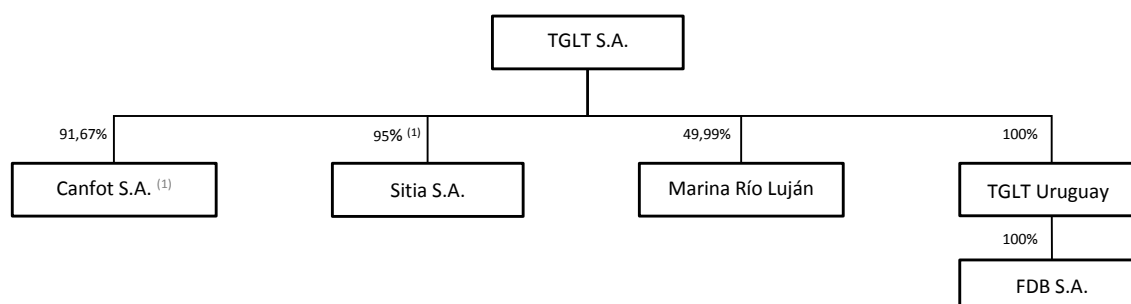 TGLT S.A.
91,67%
95% (1)
49,99%
100%
Canfot S.A. (1)
Sitia S.A.
Marina Río Luján
TGLT Uruguay
100%
FDB S.A.